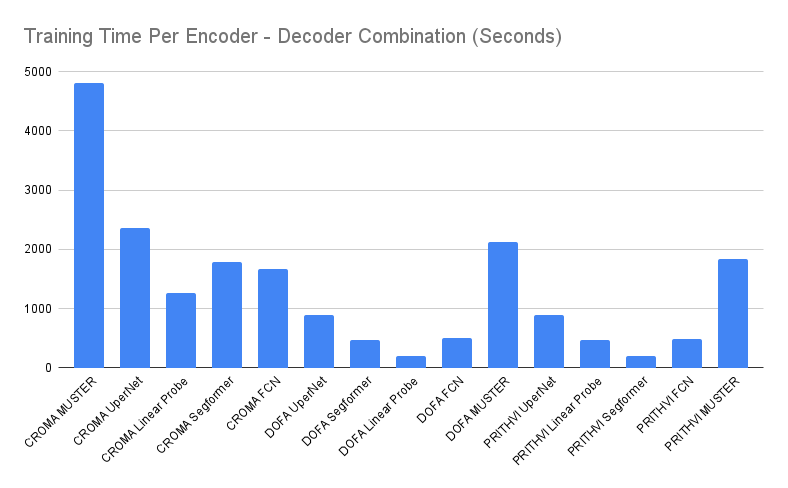 Training Time Per Encoder - Decoder Combination (Seconds)
5000
4000
3000
2000
1000
0
CROMA MUSTER
CROMA UperNet
CROMA Linear Probe
CROMA Segformer
CROMA FCN
DOFA UperNet
DOFA Segformer
DOFA Linear Probe
DOFA FCN
DOFA MUSTER
PRITHVI UperNet
PRITHVI Linear Probe
PRITHVI Segformer
PRITHVI FCN
PRITHVI MUSTER